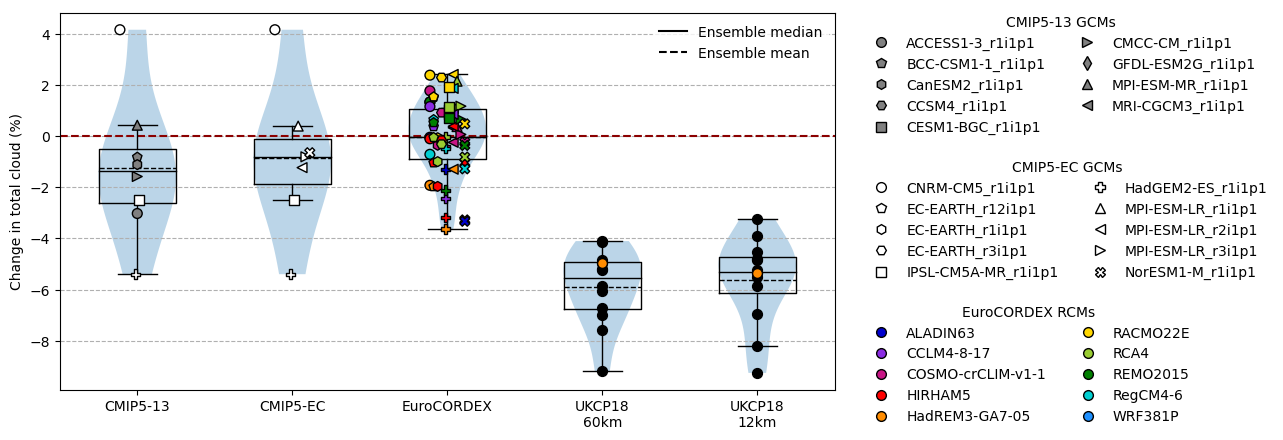 Change in total cloud (%)
4
2
0
−2
−4
−6
−8
Ensemble median
Ensemble mean
CMIP5-13
CMIP5-EC
EuroCORDEX
UKCP18
60km
UKCP18
12km
CMIP5-13 GCMs
ACCESS1-3_r1i1p1
BCC-CSM1-1_r1i1p1
CanESM2_r1i1p1
CCSM4_r1i1p1
CESM1-BGC_r1i1p1
CMCC-CM_r1i1p1
GFDL-ESM2G_r1i1p1
MPI-ESM-MR_r1i1p1
MRI-CGCM3_r1i1p1
CMIP5-EC GCMs
CNRM-CM5_r1i1p1
EC-EARTH_r12i1p1
EC-EARTH_r1i1p1
EC-EARTH_r3i1p1
IPSL-CM5A-MR_r1i1p1
HadGEM2-ES_r1i1p1
MPI-ESM-LR_r1i1p1
MPI-ESM-LR_r2i1p1
MPI-ESM-LR_r3i1p1
NorESM1-M_r1i1p1
EuroCORDEX RCMs
ALADIN63
CCLM4-8-17
COSMO-crCLIM-v1-1
HIRHAM5
HadREM3-GA7-05
RACMO22E
RCA4
REMO2015
RegCM4-6
WRF381P